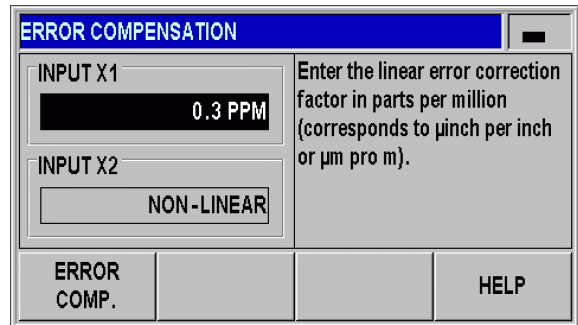 ERROR COMPENSATION
INPUT X1
0.3 PPM
INPUT X2
NON-LINEAR
Enter the linear error correction
factor in parts per million
(corresponds to µinch per inch
or µm pro m).
ERROR
COMP.
HELP